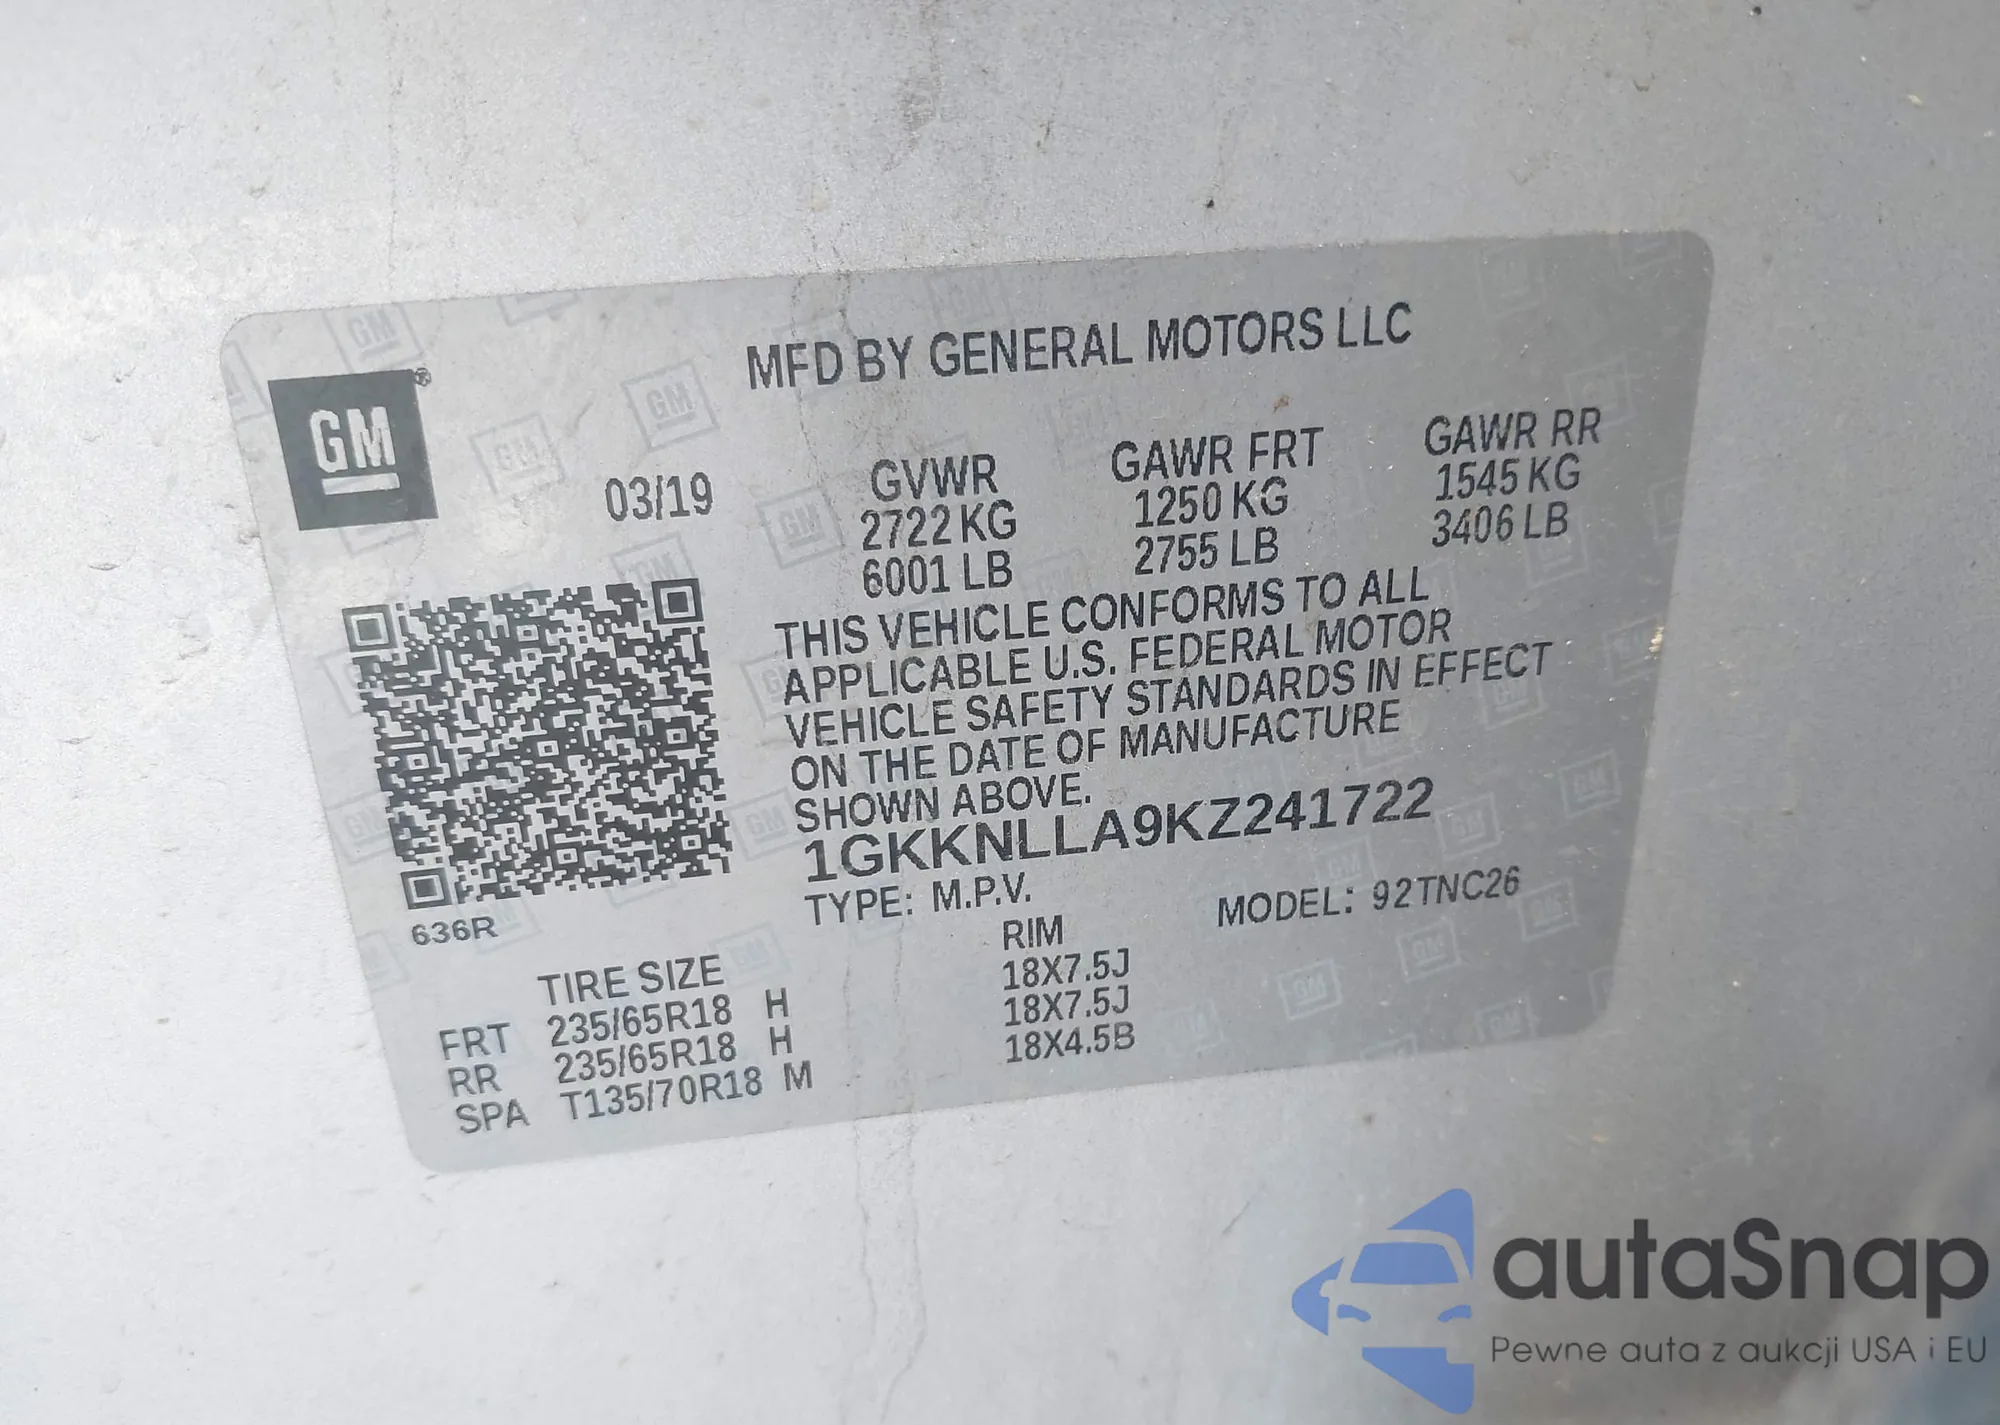 MFD BY GENERAL MOTORS LLC
GM®
03/19
GVWR GAWR FRT GAWR RR
2722 KG 1250 KG 1545 KG
6001 LB 2755 LB 3406 LB
THIS VEHICLE CONFORMS TO ALL
APPLICABLE U.S. FEDERAL MOTOR
VEHICLE SAFETY STANDARDS IN EFFECT
ON THE DATE OF MANUFACTURE
SHOWN ABOVE.
1GKKNLLA9KZ241722
TYPE: M.P.V. MODEL: 92TNC26
636R
TIRE SIZE RIM
FRT 235/65R18 H 18X7.5J
RR 235/65R18 H 18X7.5J
SPA T135/70R18 M 18X4.5B
autaSnap
Pewne auta z aukcji USA i EU